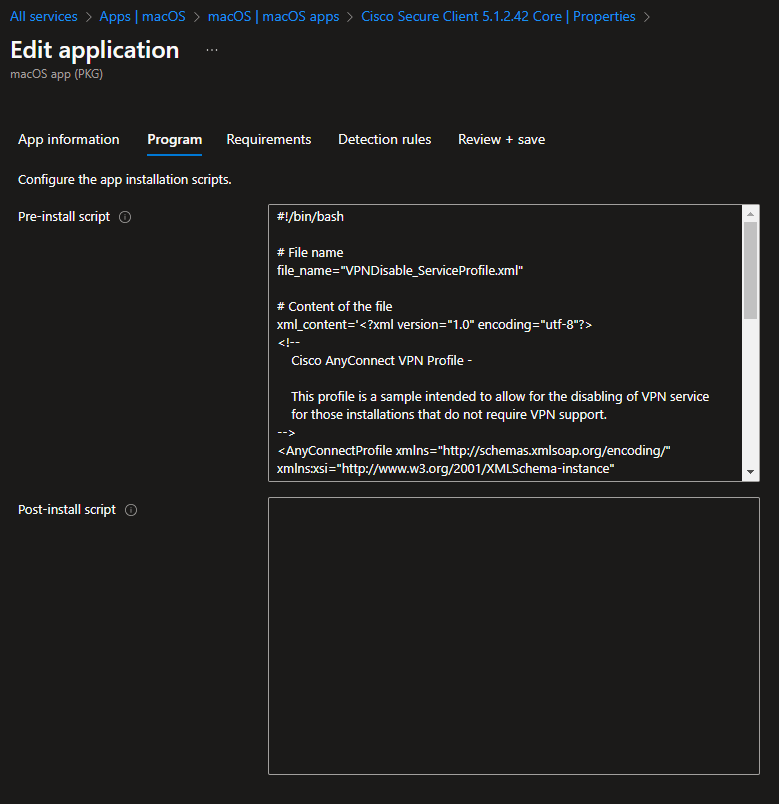 All services > Apps | macOS > macOS | macOS apps > Cisco Secure Client 5.1.2.42 Core | Properties >
Edit application ...
macOS app (PKG)
App information Program Requirements Detection rules Review + save
Configure the app installation scripts.
Pre-install script
#!/bin/bash
# File name
file_name="VPNDisable_ServiceProfile.xml"
# Content of the file
xml_content='<?xml version="1.0" encoding="utf-8"?>
<!--
Cisco AnyConnect VPN Profile -
This profile is a sample intended to allow for the disabling of VPN service
for those installations that do not require VPN support.
-->
<AnyConnectProfile xmlns="http://schemas.xmlsoap.org/encoding/"
xmlns:xsi="http://www.w3.org/2001/XMLSchema-instance"
Post-install script